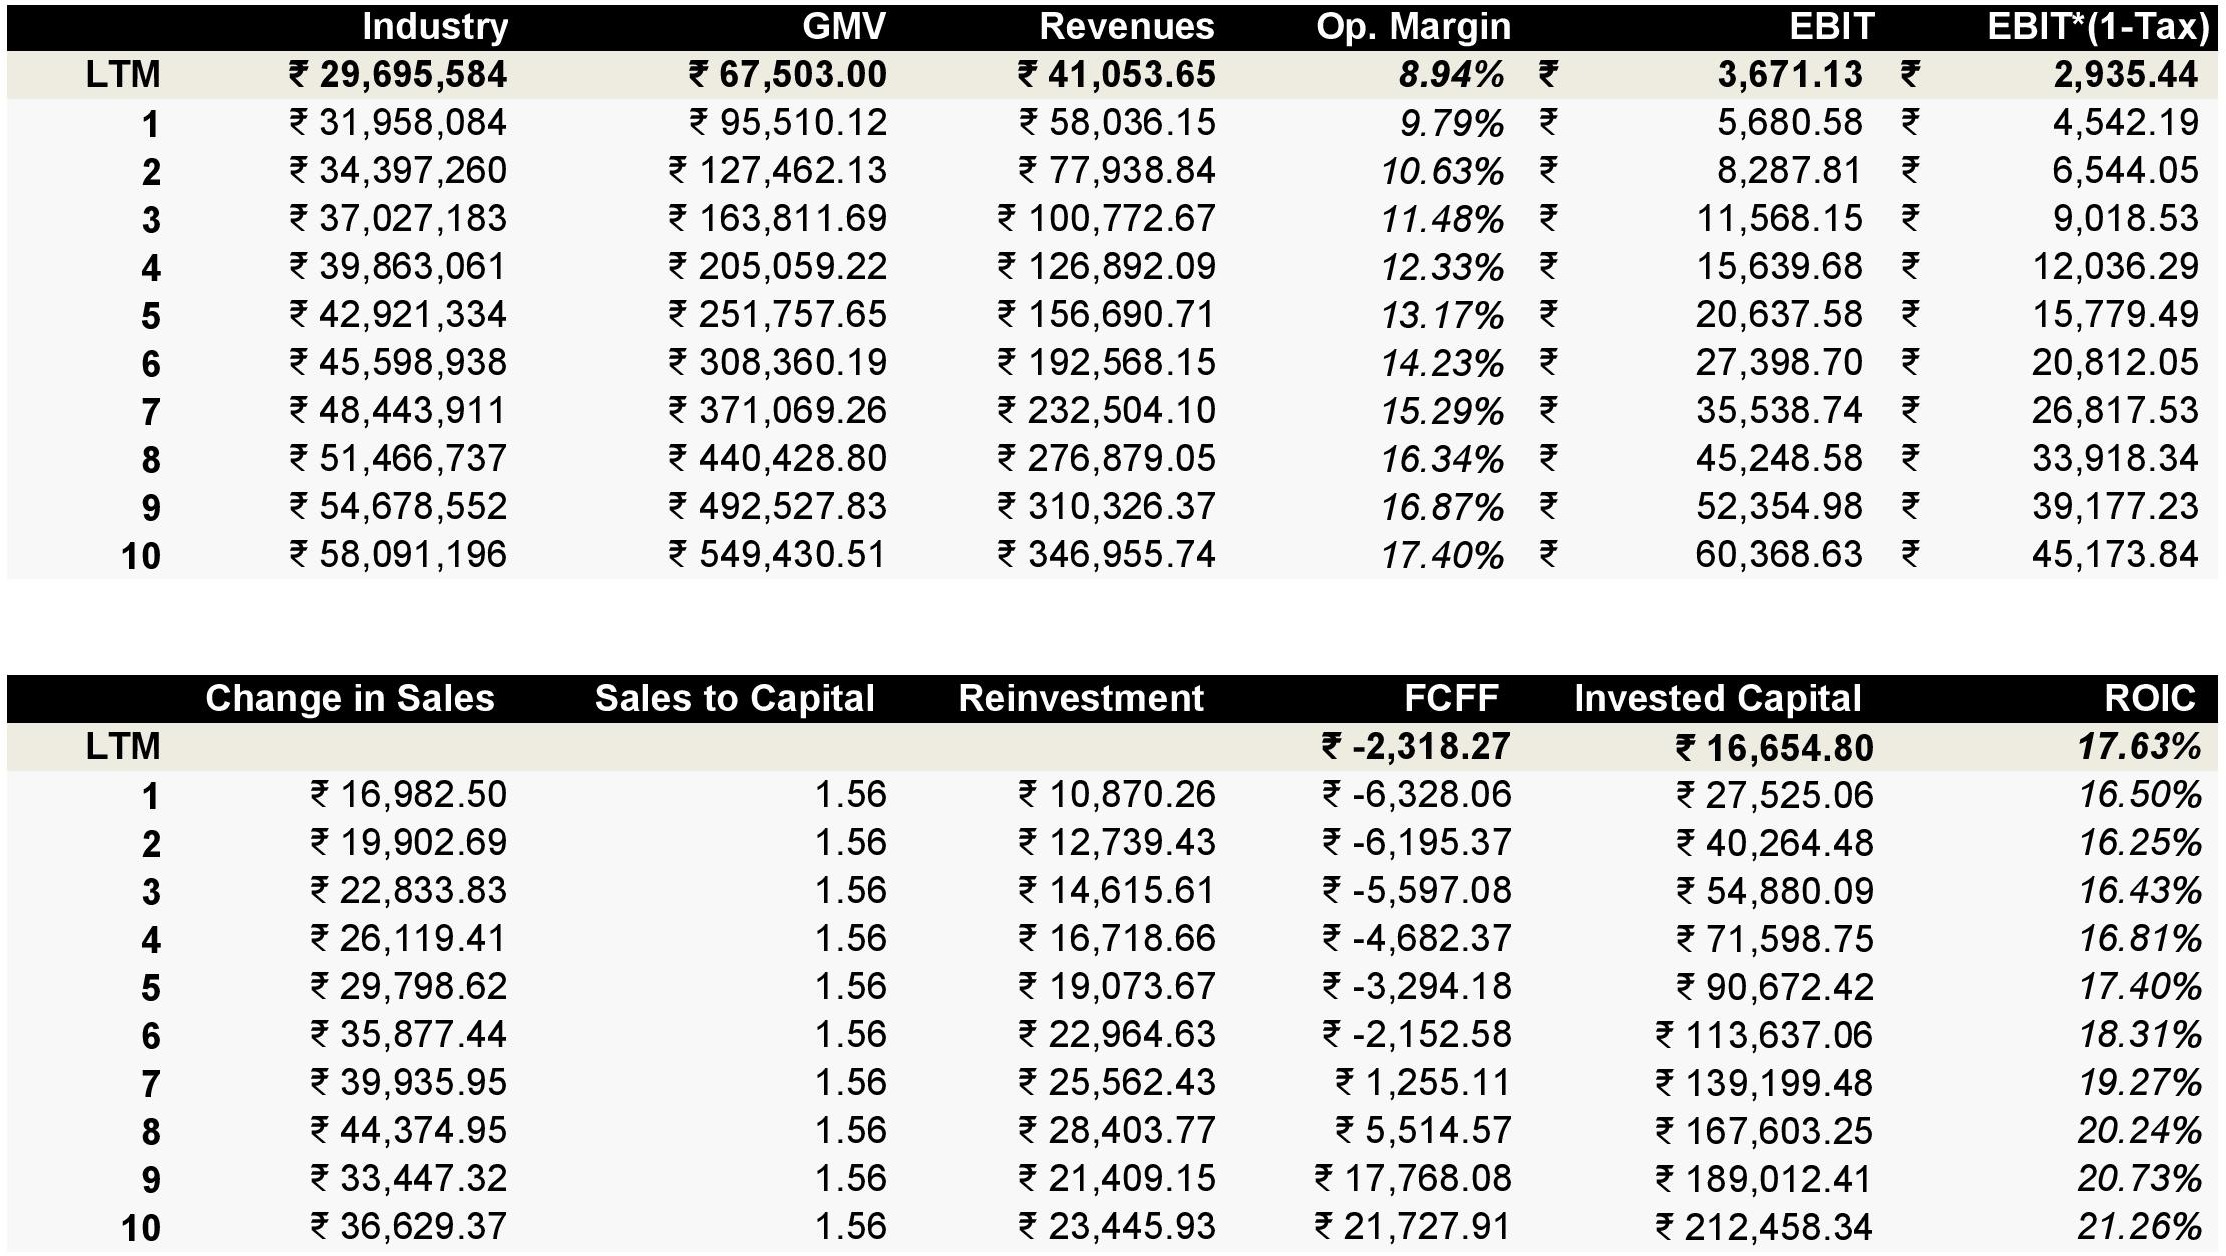 Industry GMV Revenues Op. Margin EBIT EBIT*(1-Tax)
LTM ₹ 29,695,584 ₹ 67,503.00 ₹ 41,053.65 8.94% ₹ 3,671.13 ₹ 2,935.44
1 ₹ 31,958,084 ₹ 95,510.12 ₹ 58,036.15 9.79% ₹ 5,680.58 ₹ 4,542.19
2 ₹ 34,397,260 ₹ 127,462.13 ₹ 77,938.84 10.63% ₹ 8,287.81 ₹ 6,544.05
3 ₹ 37,027,183 ₹ 163,811.69 ₹ 100,772.67 11.48% ₹ 11,568.15 ₹ 9,018.53
4 ₹ 39,863,061 ₹ 205,059.22 ₹ 126,892.09 12.33% ₹ 15,639.68 ₹ 12,036.29
5 ₹ 42,921,334 ₹ 251,757.65 ₹ 156,690.71 13.17% ₹ 20,637.58 ₹ 15,779.49
6 ₹ 45,598,938 ₹ 308,360.19 ₹ 192,568.15 14.23% ₹ 27,398.70 ₹ 20,812.05
7 ₹ 48,443,911 ₹ 371,069.26 ₹ 232,504.10 15.29% ₹ 35,538.74 ₹ 26,817.53
8 ₹ 51,466,737 ₹ 440,428.80 ₹ 276,879.05 16.34% ₹ 45,248.58 ₹ 33,918.34
9 ₹ 54,678,552 ₹ 492,527.83 ₹ 310,326.37 16.87% ₹ 52,354.98 ₹ 39,177.23
10 ₹ 58,091,196 ₹ 549,430.51 ₹ 346,955.74 17.40% ₹ 60,368.63 ₹ 45,173.84
Change in Sales Sales to Capital Reinvestment FCFF Invested Capital ROIC
LTM ₹ -2,318.27 ₹ 16,654.80 17.63%
1 ₹ 16,982.50 1.56 ₹ 10,870.26 ₹ -6,328.06 ₹ 27,525.06 16.50%
2 ₹ 19,902.69 1.56 ₹ 12,739.43 ₹ -6,195.37 ₹ 40,264.48 16.25%
3 ₹ 22,833.83 1.56 ₹ 14,615.61 ₹ -5,597.08 ₹ 54,880.09 16.43%
4 ₹ 26,119.41 1.56 ₹ 16,718.66 ₹ -4,682.37 ₹ 71,598.75 16.81%
5 ₹ 29,798.62 1.56 ₹ 19,073.67 ₹ -3,294.18 ₹ 90,672.42 17.40%
6 ₹ 35,877.44 1.56 ₹ 22,964.63 ₹ -2,152.58 ₹ 113,637.06 18.31%
7 ₹ 39,935.95 1.56 ₹ 25,562.43 ₹ 1,255.11 ₹ 139,199.48 19.27%
8 ₹ 44,374.95 1.56 ₹ 28,403.77 ₹ 5,514.57 ₹ 167,603.25 20.24%
9 ₹ 33,447.32 1.56 ₹ 21,409.15 ₹ 17,768.08 ₹ 189,012.41 20.73%
10 ₹ 36,629.37 1.56 ₹ 23,445.93 ₹ 21,727.91 ₹ 212,458.34 21.26%